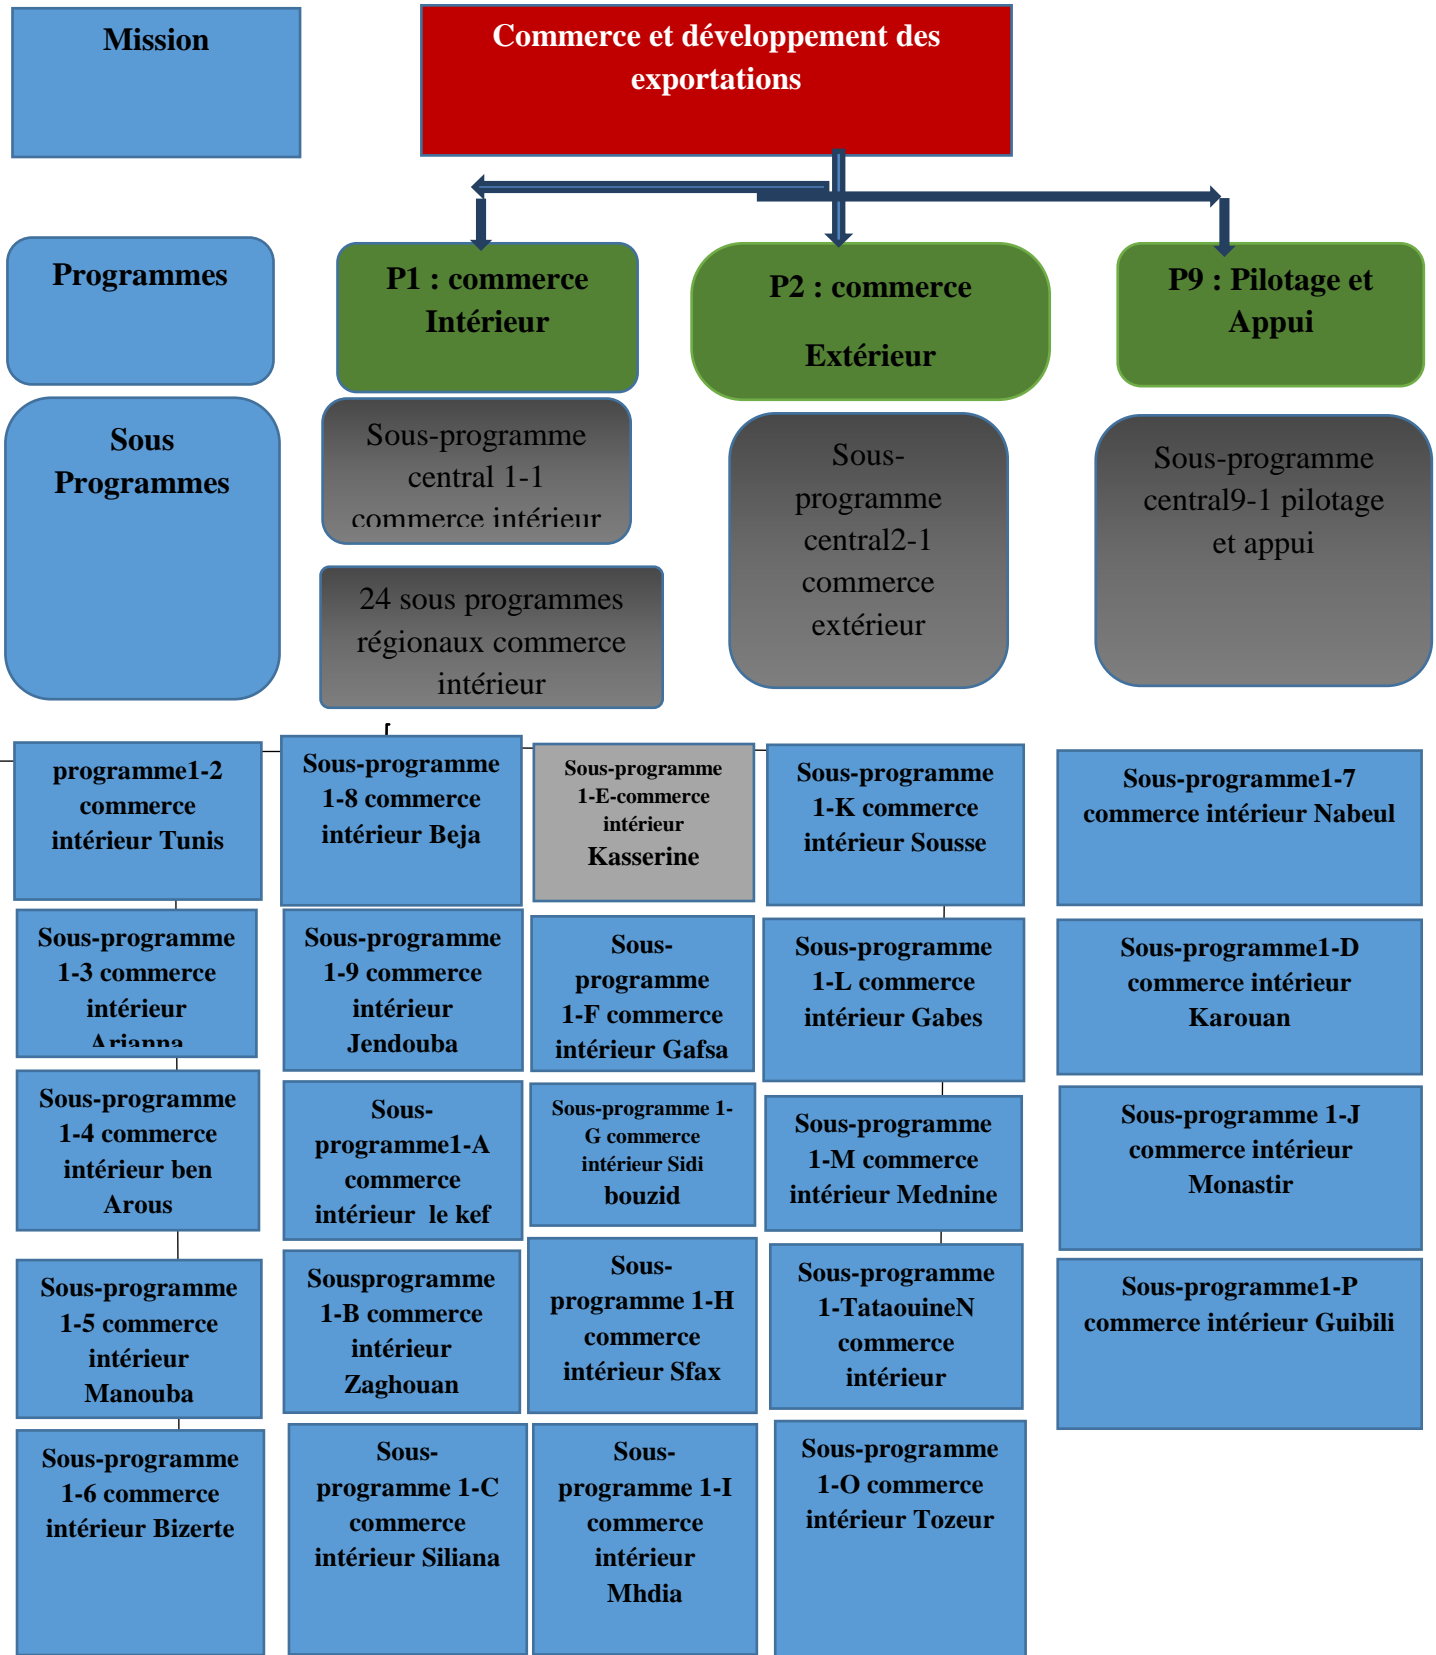 Mission
Commerce et développement des
exportations
Programmes
P1 : commerce
Intérieur
P2 : commerce
Extérieur
P9 : Pilotage et
Appui
Sous
Programmes
Sous-programme
central 1-1
commerce intérieur
24 sous programmes
régionaux commerce
intérieur
Sous-
programme
central2-1
commerce
extérieur
Sous-programme
central9-1 pilotage
et appui
programme1-2
commerce
intérieur Tunis
Sous-programme
1-8 commerce
intérieur Beja
Sous-programme
1-E-commerce
intérieur
Kasserine
Sous-programme
1-K commerce
intérieur Sousse
Sous-programme1-7
commerce intérieur Nabeul
Sous-programme
1-3 commerce
intérieur
Arianna
Sous-programme
1-9 commerce
intérieur
Jendouba
Sous-
programme
1-F commerce
intérieur Gafsa
Sous-programme
1-L commerce
intérieur Gabes
Sous-programme1-D
commerce intérieur
Karouan
Sous-programme
1-4 commerce
intérieur ben
Arous
Sous-
programme1-A
commerce
intérieur le kef
Sous-programme 1-
G commerce
intérieur Sidi
bouzid
Sous-programme
1-M commerce
intérieur Mednine
Sous-programme 1-J
commerce intérieur
Monastir
Sous-programme
1-5 commerce
intérieur
Manouba
Sousprogramme
1-B commerce
intérieur
Zaghouan
Sous-
programme 1-H
commerce
intérieur Sfax
Sous-programme
1-TataouineN
commerce
intérieur
Sous-programme1-P
commerce intérieur Guibili
Sous-programme
1-6 commerce
intérieur Bizerte
Sous-
programme 1-C
commerce
intérieur Siliana
Sous-
programme 1-I
commerce
intérieur
Mhdia
Sous-programme
1-O commerce
intérieur Tozeur